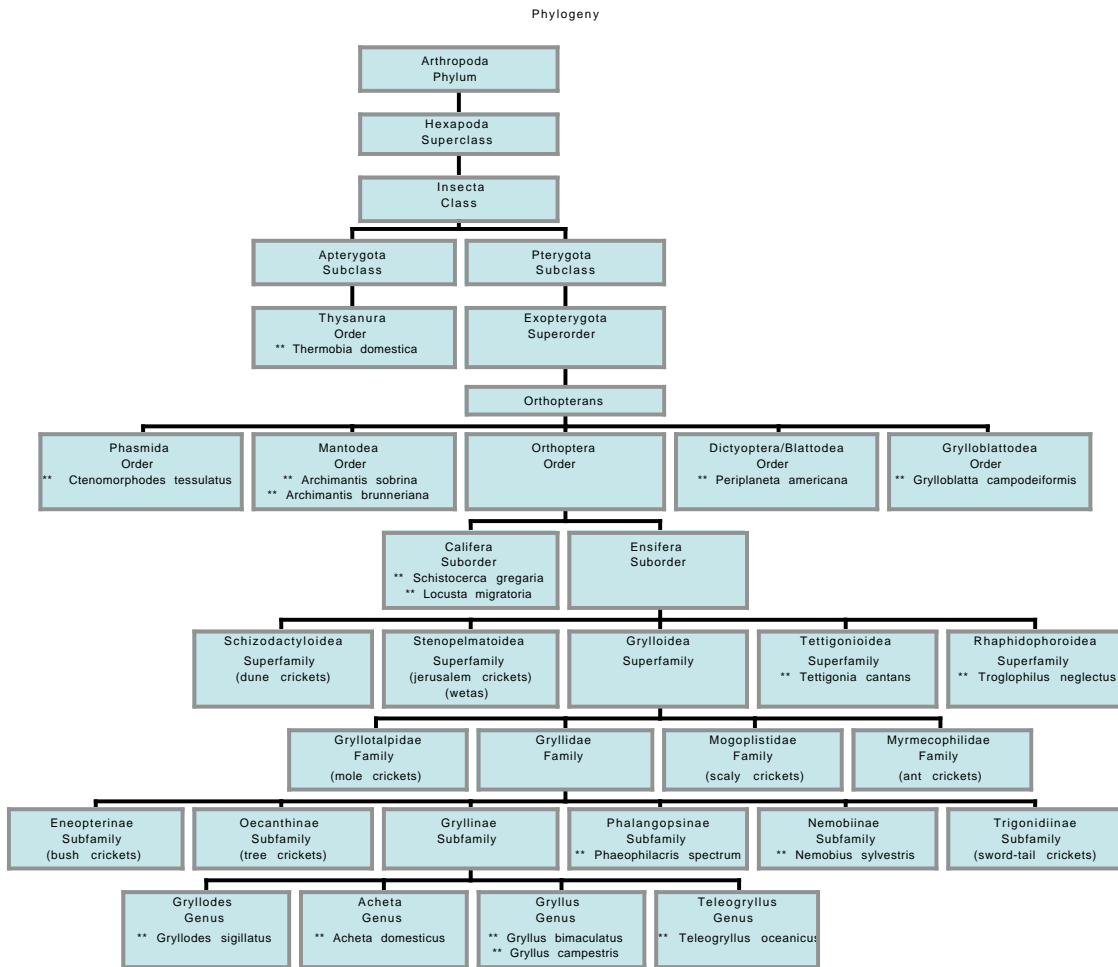 Phylogeny
Arthropoda
Phylum
Hexapoda
Superclass
Insecta
Class
Apterygota
Subclass
Pterygota
Subclass
Thysanura
Order
** Thermobia domestica
Exopterygota
Superorder
Orthopterans
Phasmida
Order
** Ctenomorphodes tessulatus
Mantodea
Order
** Archimantis sobrina
** Archimantis brunneriana
Orthoptera
Order
Dictyoptera/Blattodea
Order
** Periplaneta americana
Grylloblattodea
Order
** Grylloblatta campodeiformis
Califera
Suborder
** Schistocerca gregaria
** Locusta migratoria
Ensifera
Suborder
Schizodactyloidea
Superfamily
(dune crickets)
Stenopelmatoidea
Superfamily
(jerusalem crickets)
(wetas)
Grylloidea
Superfamily
Tettigonioidea
Superfamily
** Tettigonia cantans
Rhaphidophoroidea
Superfamily
** Troglophilus neglectus
Gryllotalpidae
Family
(mole crickets)
Gryllidae
Family
Mogoplistidae
Family
(scaly crickets)
Myrmecophilidae
Family
(ant crickets)
Eneopterinae
Subfamily
(bush crickets)
Oecanthinae
Subfamily
(tree crickets)
Gryllinae
Subfamily
Phalangopsinae
Subfamily
** Phaeophilacris spectrum
Nemobiinae
Subfamily
** Nemobius sylvestris
Trigonidiinae
Subfamily
(sword-tail crickets)
Gryllodes
Genus
** Gryllodes sigillatus
Acheta
Genus
** Acheta domesticus
Gryllus
Genus
** Gryllus bimaculatus
** Gryllus campestris
Teleogryllus
Genus
** Teleogryllus oceanicus